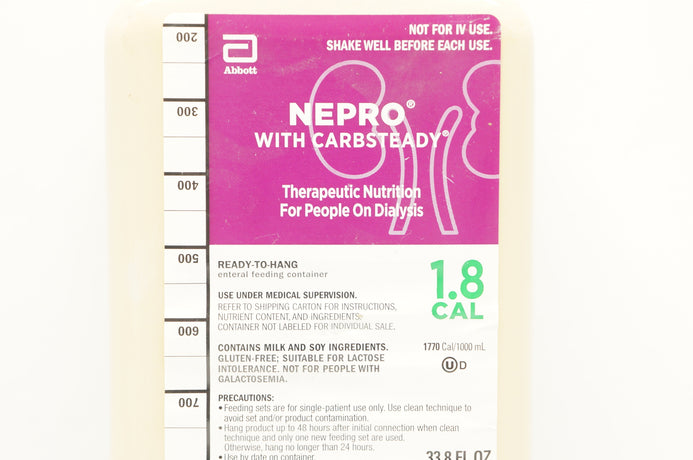 NOT FOR IV USE.
SHAKE WELL BEFORE EACH USE.
Abbott
NEPRO®
WITH CARBSTEADY®
Therapeutic Nutrition
For People On Dialysis
200
300
400
500
600
700
READY-TO-HANG
enteral feeding container
USE UNDER MEDICAL SUPERVISION.
REFER TO SHIPPING CARTON FOR INSTRUCTIONS,
NUTRIENT CONTENT, AND INGREDIENTS.
CONTAINER NOT LABELED FOR INDIVIDUAL SALE.
1.8
CAL
CONTAINS MILK AND SOY INGREDIENTS.
GLUTEN-FREE; SUITABLE FOR LACTOSE
INTOLERANCE. NOT FOR PEOPLE WITH
GALACTOSEMIA.
1770 Cal/1000 mL
U D
PRECAUTIONS:
• Feeding sets are for single-patient use only. Use clean technique to
avoid set and/or product contamination.
• Hang product up to 48 hours after initial connection when clean
technique and only one new feeding set are used.
Otherwise, hang no longer than 24 hours.
• Use by date on container.
33.8 FL OZ